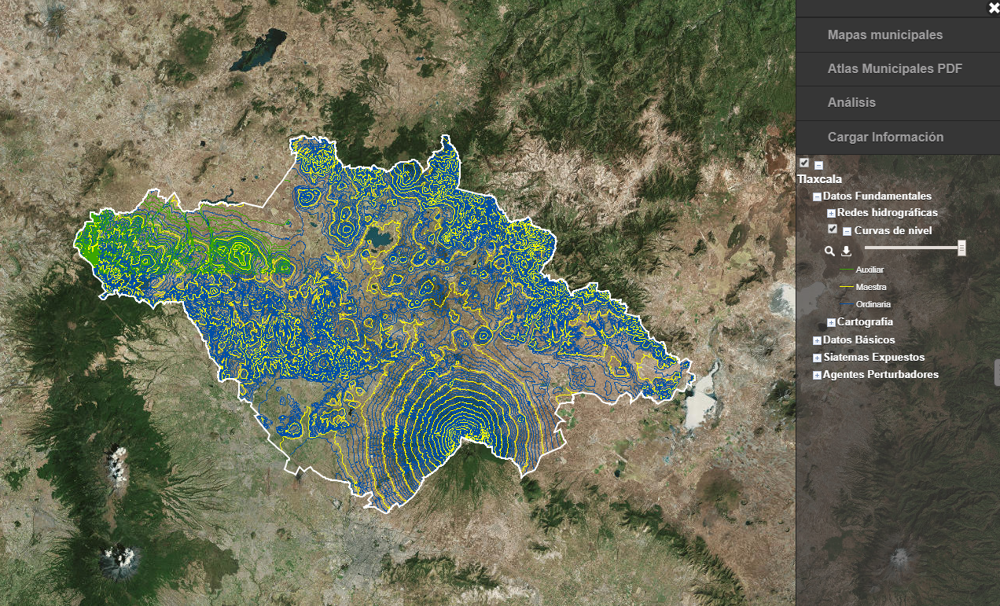 Mapas municipales
Atlas Municipales PDF
Análisis
Cargar Información
Tlaxcala
Datos Fundamentales
Redes hidrográficas
Curvas de nivel
Auxiliar
Maestra
Ordinaria
Cartografía
Datos Básicos
Siatemas Expuestos
Agentes Perturbadores